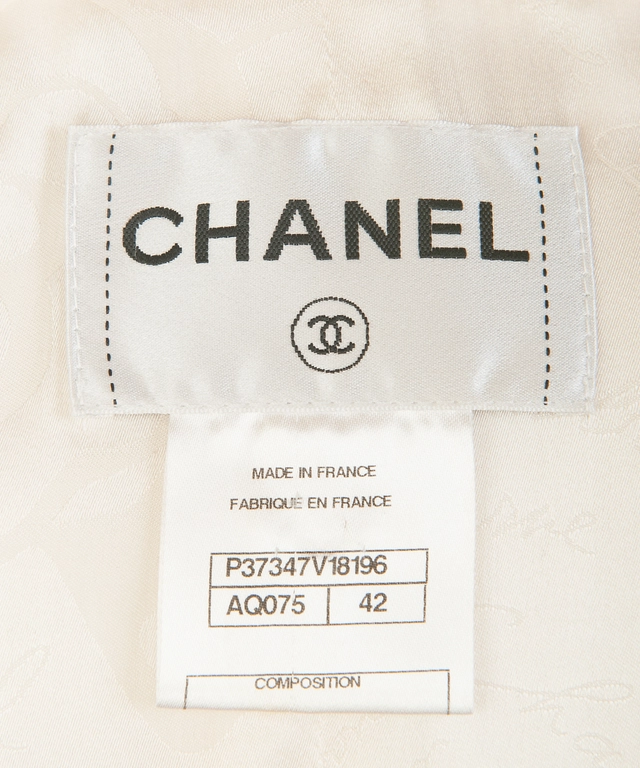 CHANEL
MADE IN FRANCE
FABRIQUE EN FRANCE
P37347V18196
AQ075 42
COMPOSITION